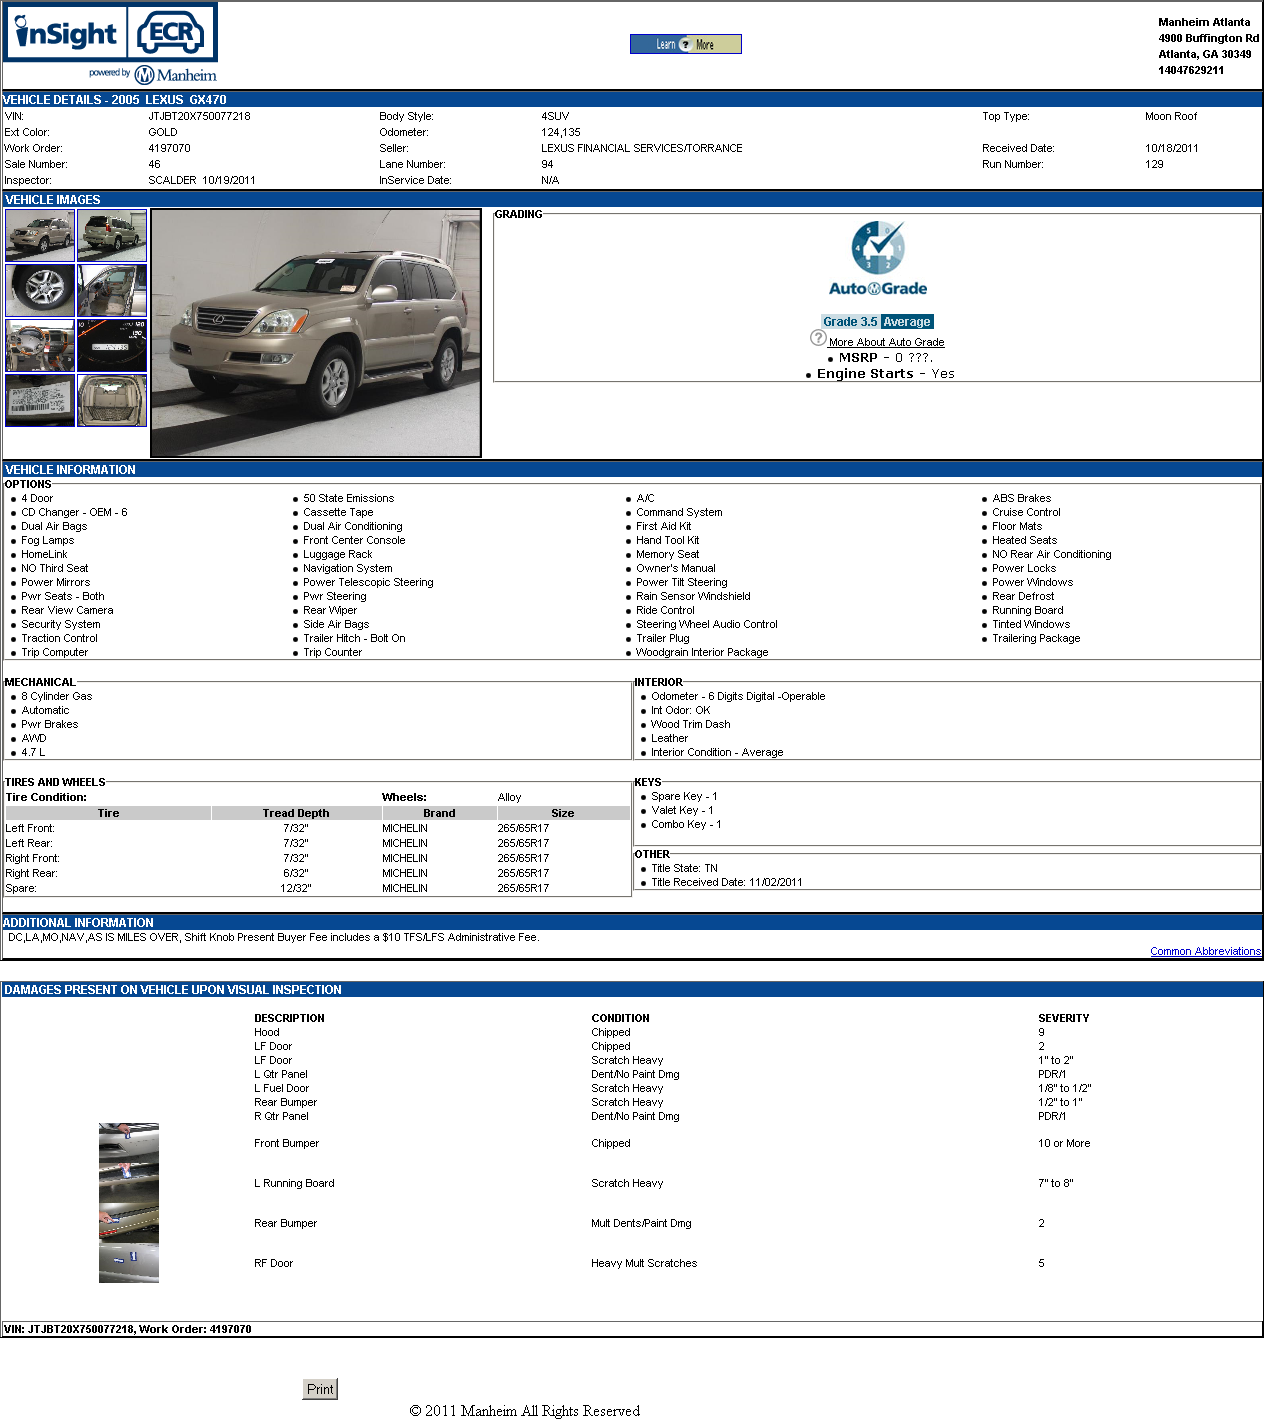 inSight ECR
powered by Manheim
Learn ? More
Manheim Atlanta
4900 Buffington Rd
Atlanta, GA 30349
14047629211
VEHICLE DETAILS - 2005 LEXUS GX470
VIN: JTJBT20X750077218 Body Style: 4SUV Top Type: Moon Roof
Ext Color: GOLD Odometer: 124,135
Work Order: 4197070 Seller: LEXUS FINANCIAL SERVICES/TORRANCE Received Date: 10/18/2011
Sale Number: 46 Lane Number: 94 Run Number: 129
Inspector: SCALDER 10/19/2011 InService Date: N/A
VEHICLE IMAGES
GRADING
AutoGrade
Grade 3.5 Average
? More About Auto Grade
MSRP - 0 ???.
Engine Starts - Yes
VEHICLE INFORMATION
OPTIONS
4 Door 50 State Emissions A/C ABS Brakes
CD Changer - OEM - 6 Cassette Tape Command System Cruise Control
Dual Air Bags Dual Air Conditioning First Aid Kit Floor Mats
Fog Lamps Front Center Console Hand Tool Kit Heated Seats
HomeLink Luggage Rack Memory Seat NO Rear Air Conditioning
NO Third Seat Navigation System Owner's Manual Power Locks
Power Mirrors Power Telescopic Steering Power Tilt Steering Power Windows
Pwr Seats - Both Pwr Steering Rain Sensor Windshield Rear Defrost
Rear View Camera Rear Wiper Ride Control Running Board
Security System Side Air Bags Steering Wheel Audio Control Tinted Windows
Traction Control Trailer Hitch - Bolt On Trailer Plug Trailering Package
Trip Computer Trip Counter Woodgrain Interior Package
MECHANICAL
8 Cylinder Gas
Automatic
Pwr Brakes
AWD
4.7 L
INTERIOR
Odometer - 6 Digits Digital -Operable
Int Odor: OK
Wood Trim Dash
Leather
Interior Condition - Average
TIRES AND WHEELS
Tire Condition: Wheels: Alloy
Tire Tread Depth Brand Size
Left Front: 7/32" MICHELIN 265/65R17
Left Rear: 7/32" MICHELIN 265/65R17
Right Front: 7/32" MICHELIN 265/65R17
Right Rear: 6/32" MICHELIN 265/65R17
Spare: 12/32" MICHELIN 265/65R17
KEYS
Spare Key - 1
Valet Key - 1
Combo Key - 1
OTHER
Title State: TN
Title Received Date: 11/02/2011
ADDITIONAL INFORMATION
DC,LA,MO,NAV,AS IS MILES OVER, Shift Knob Present Buyer Fee includes a $10 TFS/LFS Administrative Fee.
Common Abbreviations
DAMAGES PRESENT ON VEHICLE UPON VISUAL INSPECTION
DESCRIPTION CONDITION SEVERITY
Hood Chipped 9
LF Door Chipped 2
LF Door Scratch Heavy 1" to 2"
L Qtr Panel Dent/No Paint Dmg PDR/1
L Fuel Door Scratch Heavy 1/8" to 1/2"
Rear Bumper Scratch Heavy 1/2" to 1"
R Qtr Panel Dent/No Paint Dmg PDR/1
Front Bumper Chipped 10 or More
L Running Board Scratch Heavy 7" to 8"
Rear Bumper Mult Dents/Paint Dmg 2
RF Door Heavy Mult Scratches 5
VIN: JTJBT20X750077218, Work Order: 4197070
Print
© 2011 Manheim All Rights Reserved